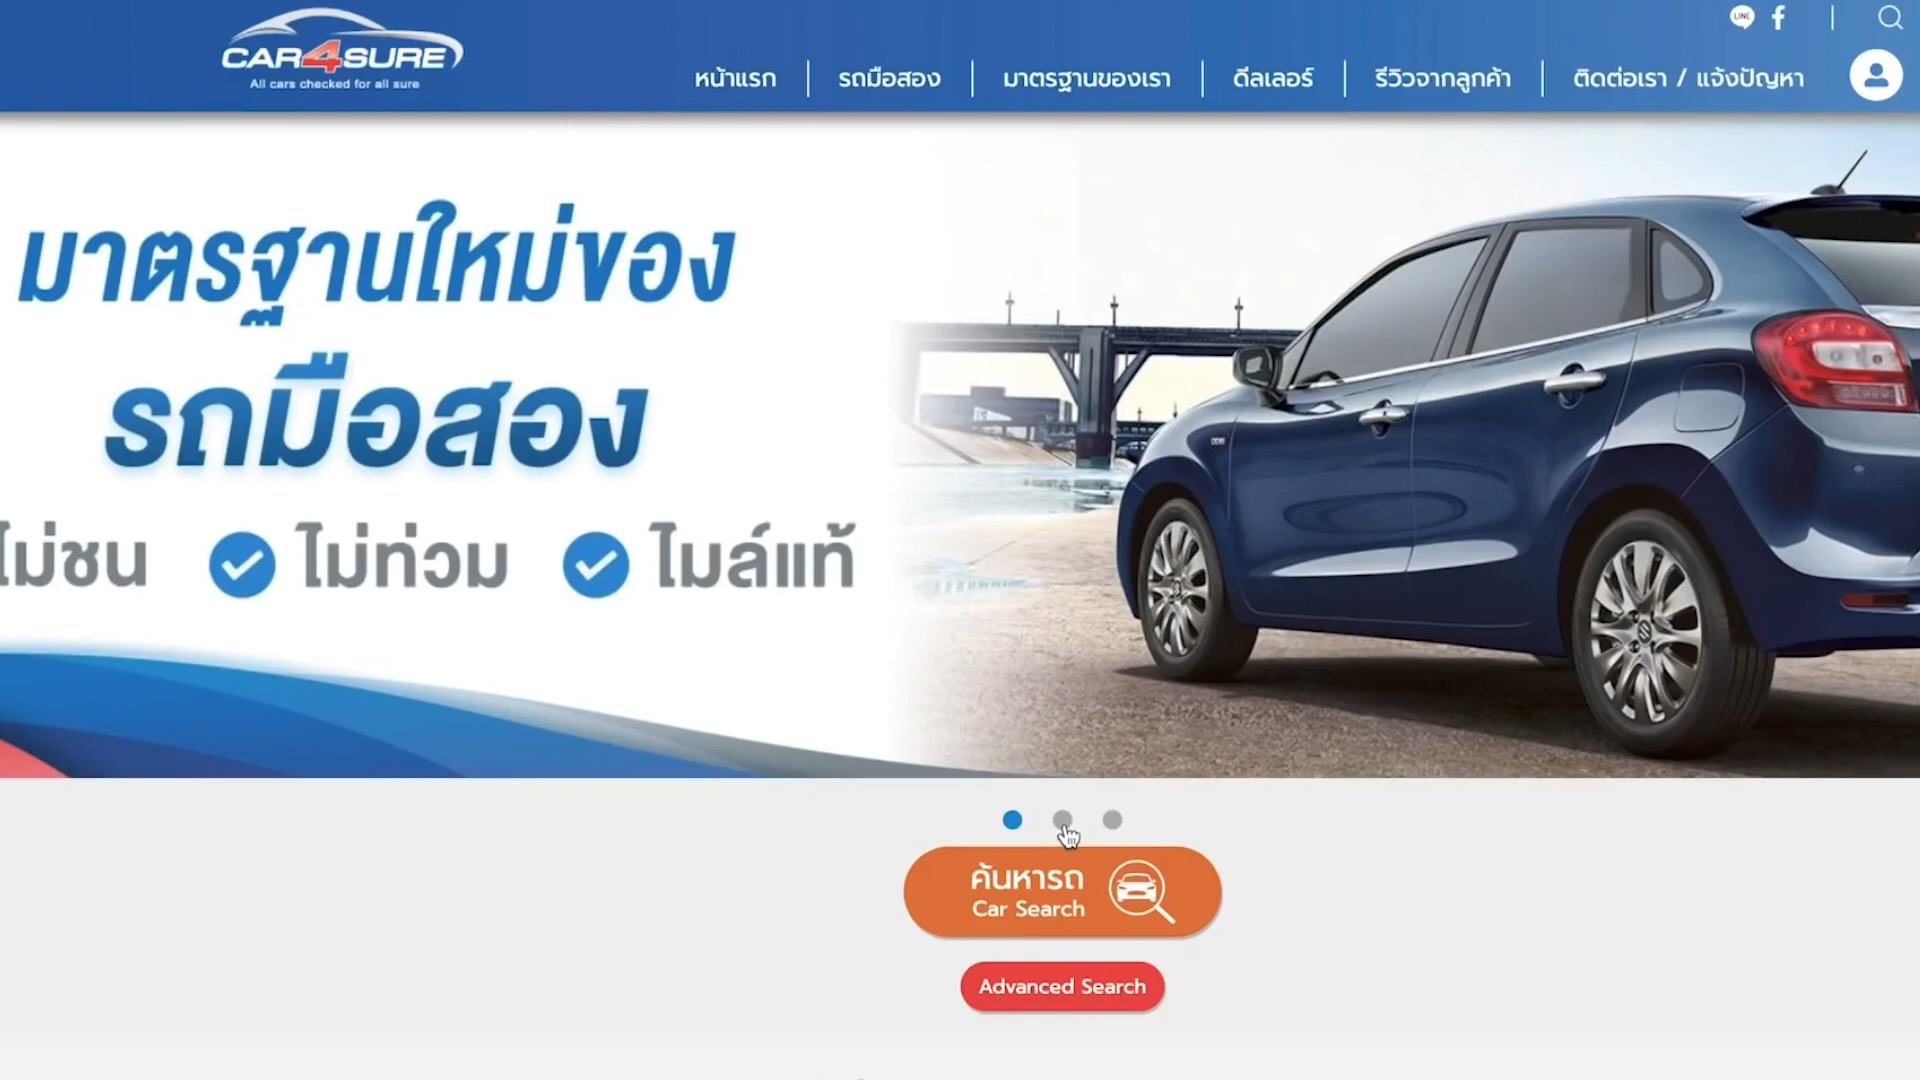 CAR4SURE
All cars checked for all sure
LINE
หน้าแรก
รถมือสอง
มาตรฐานของเรา
ดีลเลอร์
รีวิวจากลูกค้า
ติดต่อเรา / แจ้งปัญหา
มาตรฐานใหม่ของ
รถมือสอง
ไม่ชน ไม่ท่วม ไมล์แท้
ค้นหารถ
Car Search
Advanced Search